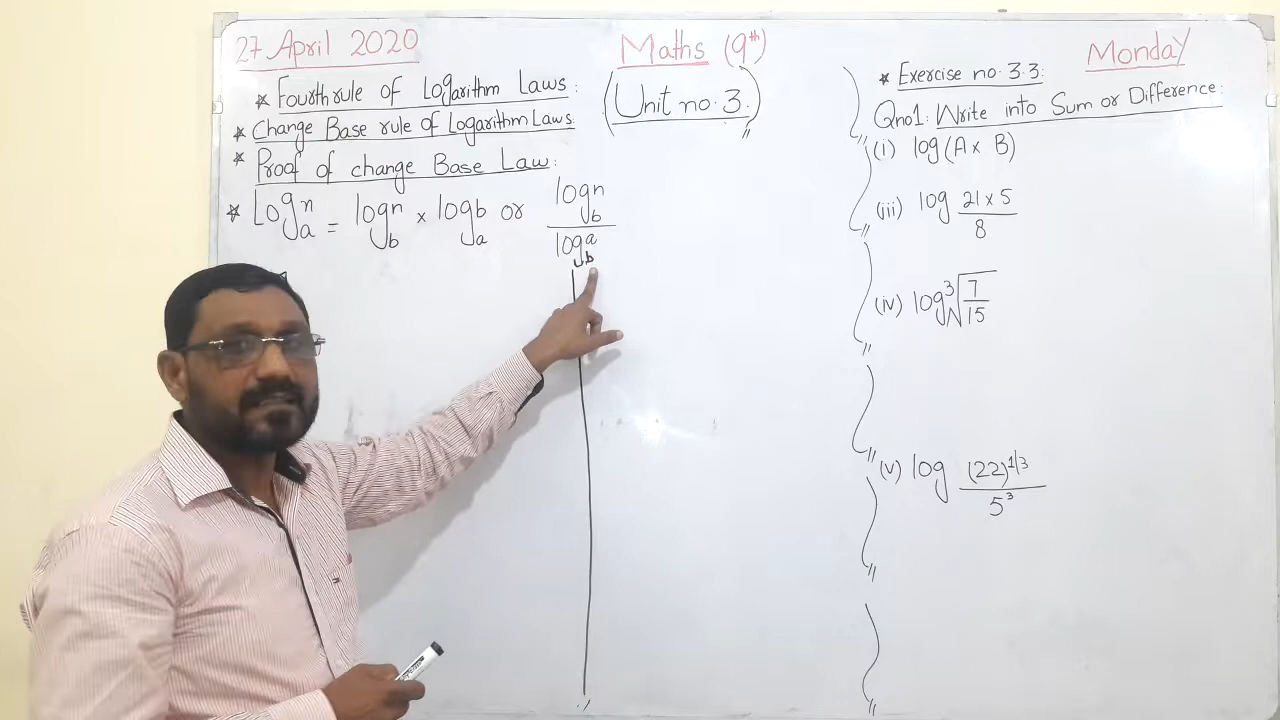 27 April 2020
Maths (9th)
Monday
* Fourth rule of Logarithm Laws:
* Change Base rule of Logarithm Laws:
* Proof of change Base Law:
* Log_a n = log_b n × log_a b or log_b n / log_b a
(Unit no. 3.)
* Exercise no. 3.3:
Qno1: Write into Sum or Difference:
(i) log (A × B)
(iii) log 21 × 5 / 8
(iv) log ³√(7/15)
(v) log (22)^1/3 / 5³